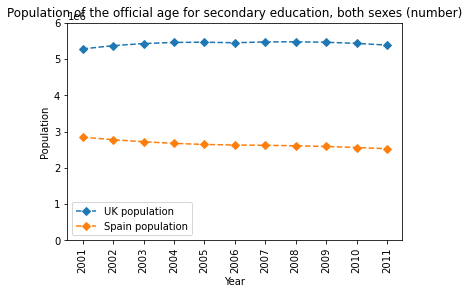 Population of the official age for secondary education, both sexes (number)
1e6
6
5
4
3
2
1
0
Population
UK population
Spain population
2001 2002 2003 2004 2005 2006 2007 2008 2009 2010 2011
Year